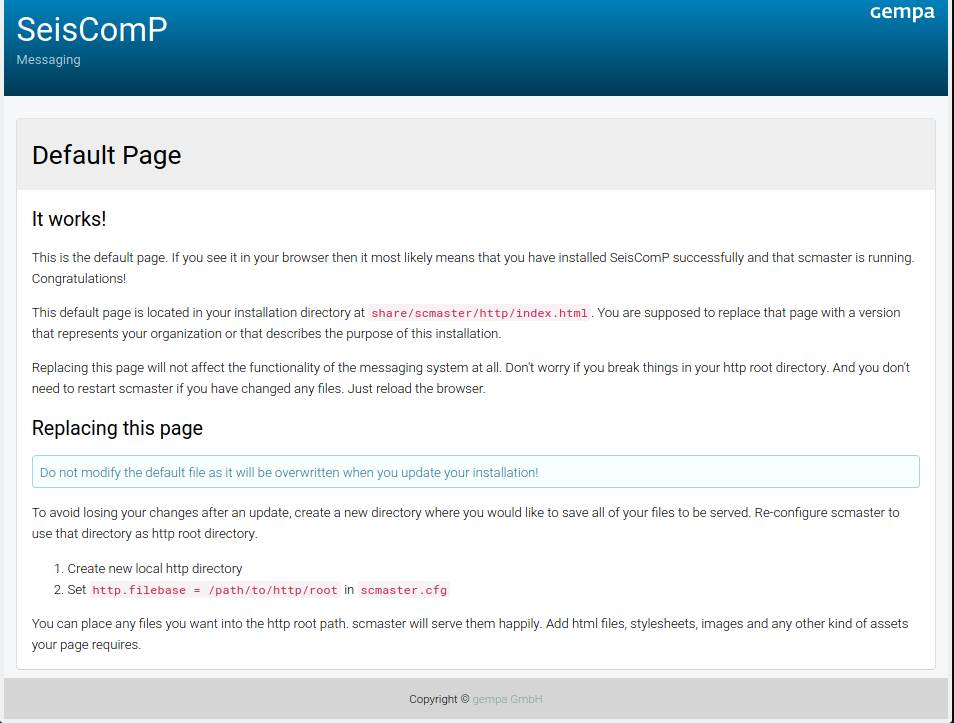 gempa
SeisComP
Messaging
Default Page
It works!
This is the default page. If you see it in your browser then it most likely means that you have installed SeisComP successfully and that scmaster is running.
Congratulations!
This default page is located in your installation directory at share/scmaster/http/index.html. You are supposed to replace that page with a version
that represents your organization or that describes the purpose of this installation.
Replacing this page will not affect the functionality of the messaging system at all. Don't worry if you break things in your http root directory. And you don't
need to restart scmaster if you have changed any files. Just reload the browser.
Replacing this page
Do not modify the default file as it will be overwritten when you update your installation!
To avoid losing your changes after an update, create a new directory where you would like to save all of your files to be served. Re-configure scmaster to
use that directory as http root directory.
1. Create new local http directory
2. Set http.filebase = /path/to/http/root in scmaster.cfg
You can place any files you want into the http root path. scmaster will serve them happily. Add html files, stylesheets, images and any other kind of assets
your page requires.
Copyright © gempa GmbH